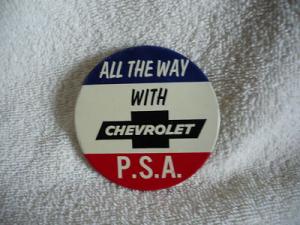 ALL THE WAY
WITH
CHEVROLET
P.S.A.